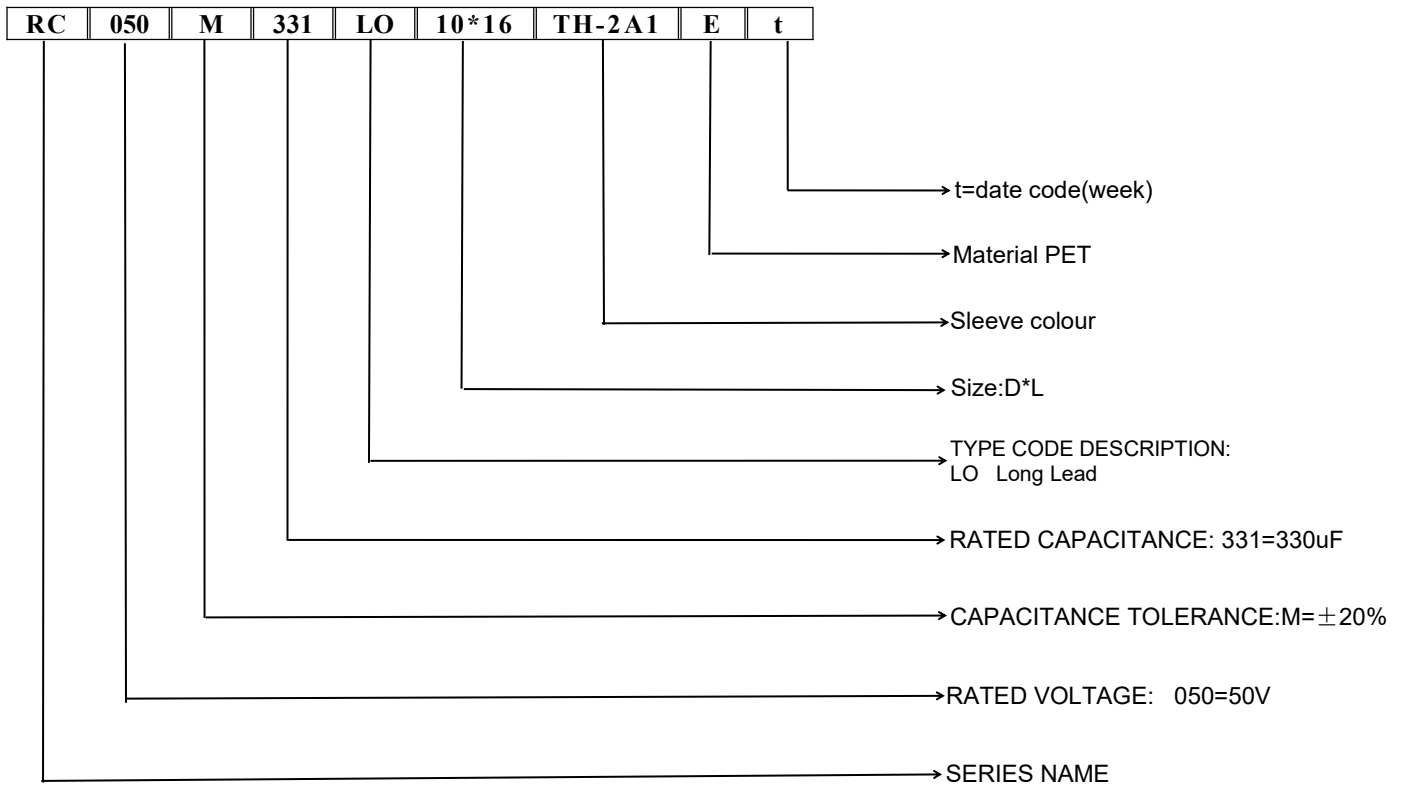 RC 050 M 331 LO 10*16 TH-2A1 E t
t=date code(week)
Material PET
Sleeve colour
Size:D*L
TYPE CODE DESCRIPTION:
LO Long Lead
RATED CAPACITANCE: 331=330uF
CAPACITANCE TOLERANCE:M=±20%
RATED VOLTAGE: 050=50V
SERIES NAME